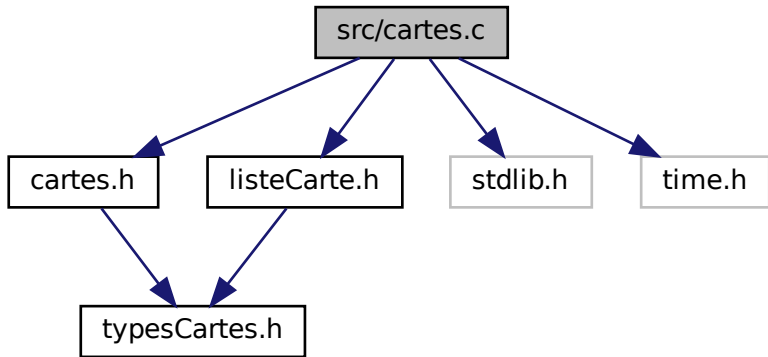 src/cartes.c
cartes.h
listeCarte.h
stdlib.h
time.h
typesCartes.h